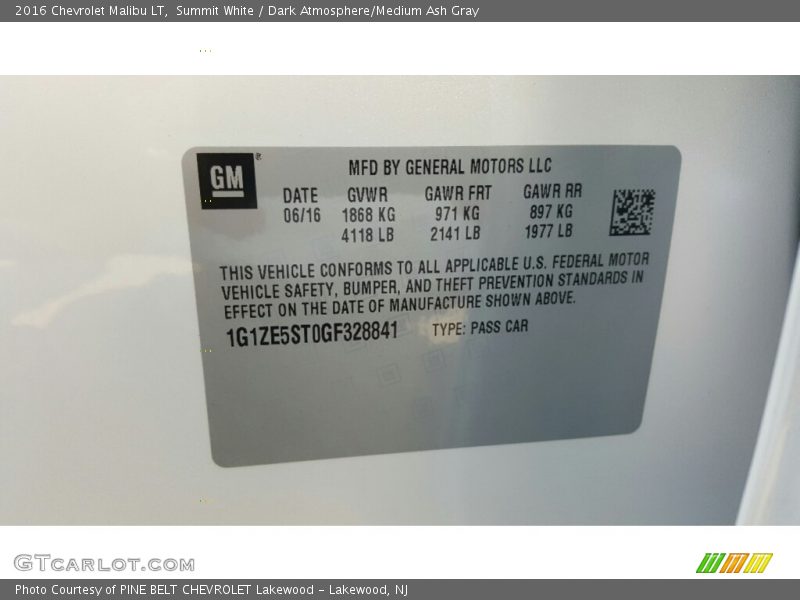 2016 Chevrolet Malibu LT, Summit White / Dark Atmosphere/Medium Ash Gray
GM®
MFD BY GENERAL MOTORS LLC
DATE GVWR GAWR FRT GAWR RR
06/16 1868 KG 971 KG 897 KG
4118 LB 2141 LB 1977 LB
THIS VEHICLE CONFORMS TO ALL APPLICABLE U.S. FEDERAL MOTOR
VEHICLE SAFETY, BUMPER, AND THEFT PREVENTION STANDARDS IN
EFFECT ON THE DATE OF MANUFACTURE SHOWN ABOVE.
1G1ZE5ST0GF328841 TYPE: PASS CAR
GTCARLOT.COM
Photo Courtesy of PINE BELT CHEVROLET Lakewood - Lakewood, NJ